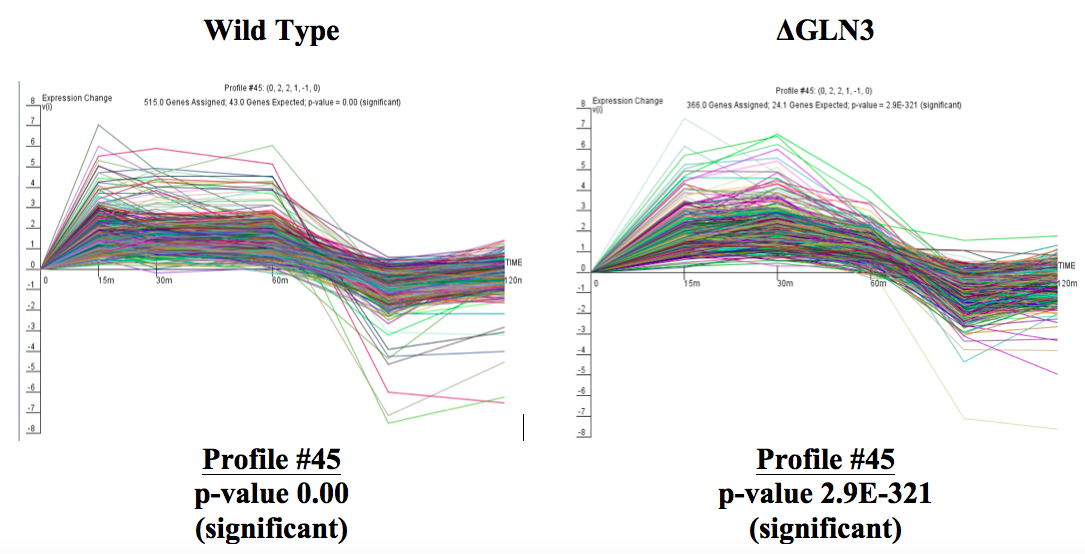 Wild Type
Profile #45: (0, 2, 2, 1, -1, 0)
Expression Change
v(i)
515.0 Genes Assigned; 43.0 Genes Expected; p-value = 0.00 (significant)
8
7
6
5
4
3
2
1
0
-1
-2
-3
-4
-5
-6
-7
-8
0
15m
30m
60m
TIME
120m
Profile #45
p-value 0.00
(significant)
ΔGLN3
Profile #45: (0, 2, 2, 1, -1, 0)
Expression Change
v(i)
366.0 Genes Assigned; 24.1 Genes Expected; p-value = 2.9E-321 (significant)
8
7
6
5
4
3
2
1
0
-1
-2
-3
-4
-5
-6
-7
-8
0
15m
30m
60m
TIME
120m
Profile #45
p-value 2.9E-321
(significant)